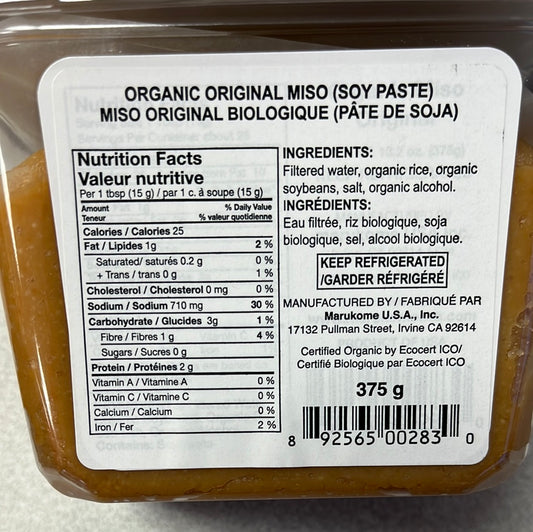 ORGANIC ORIGINAL MISO (SOY PASTE)
MISO ORIGINAL BIOLOGIQUE (PÂTE DE SOJA)
Nutrition Facts
Valeur nutritive
Per 1 tbsp (15 g) / par 1 c. à soupe (15 g)
Amount % Daily Value
Teneur % valeur quotidienne
Calories / Calories 25
Fat / Lipides 1g 2 %
Saturated/ saturés 0.2 g 0 %
+ Trans / trans 0 g 1 %
Cholesterol / Cholesterol 0 mg 0 %
Sodium / Sodium 710 mg 30 %
Carbohydrate / Glucides 3g 1 %
Fibre / Fibres 1 g 4 %
Sugars / Sucres 0 g
Protein / Protéines 2 g
Vitamin A / Vitamine A 0 %
Vitamin C / Vitamine C 0 %
Calcium / Calcium 0 %
Iron / Fer 2 %
INGREDIENTS:
Filtered water, organic rice, organic
soybeans, salt, organic alcohol.
INGRÉDIENTS:
Eau filtrée, riz biologique, soja
biologique, sel, alcool biologique.
KEEP REFRIGERATED
/GARDER RÉFRIGÉRÉ
MANUFACTURED BY / FABRIQUÉ PAR
Marukome U.S.A., Inc.
17132 Pullman Street, Irvine CA 92614
Certified Organic by Ecocert ICO/
Certifié Biologique par Ecocert ICO
375 g
8 92565 00283 0